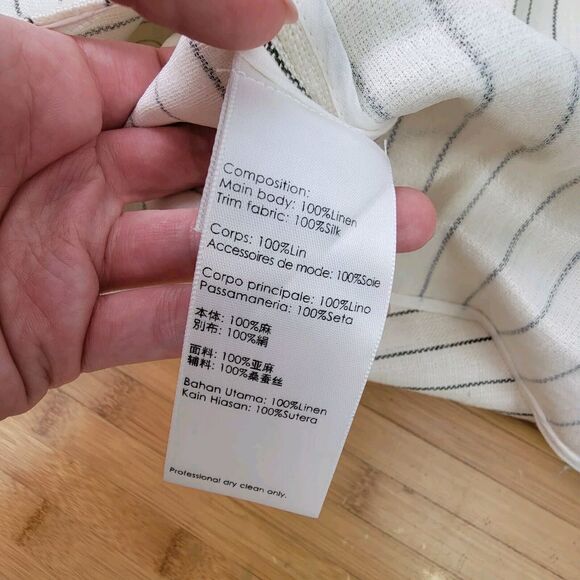 Composition:
Main body: 100%Linen
Trim fabric: 100%Silk
Corps: 100%Lin
Accessoires de mode: 100%Soie
Corpo principale: 100%Lino
Passamaneria: 100%Seta
本体: 100%麻
別布: 100%絹
面料: 100%亚麻
辅料: 100%桑蚕丝
Bahan Utama: 100%Linen
Kain Hiasan: 100%Sutera
Professional dry clean only.